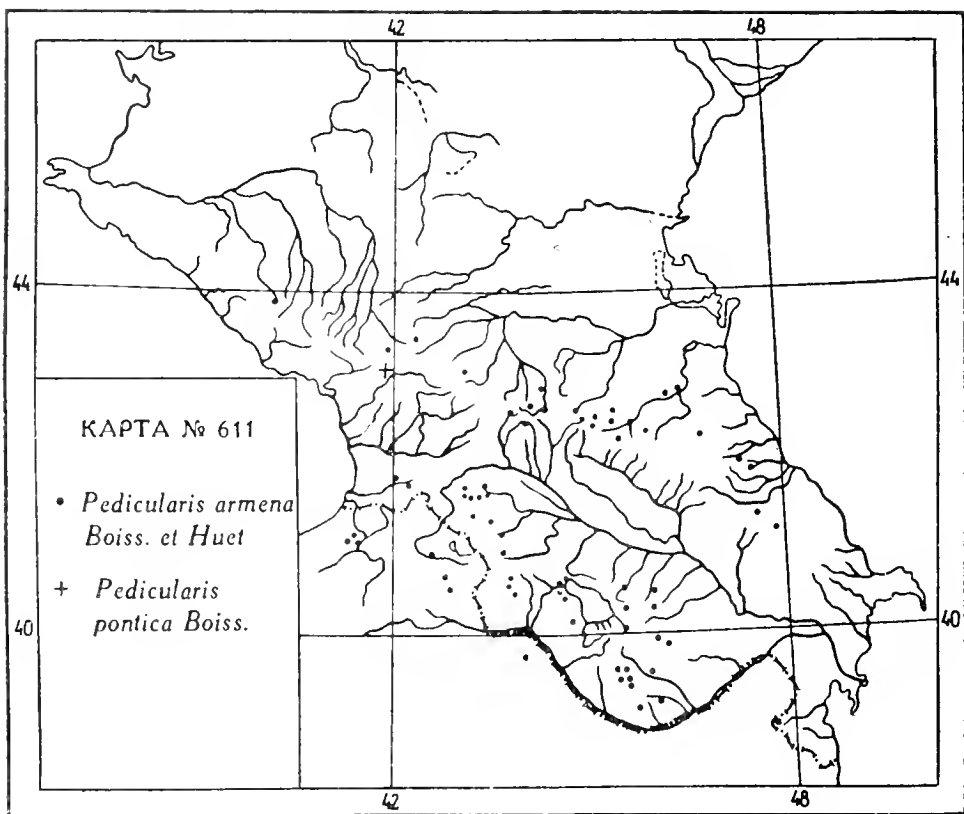 42
48
44
44
КАРТА № 611
• Pedicularis armena
Boiss. et Huet
+ Pedicularis
pontica Boiss.
40
40
42
48